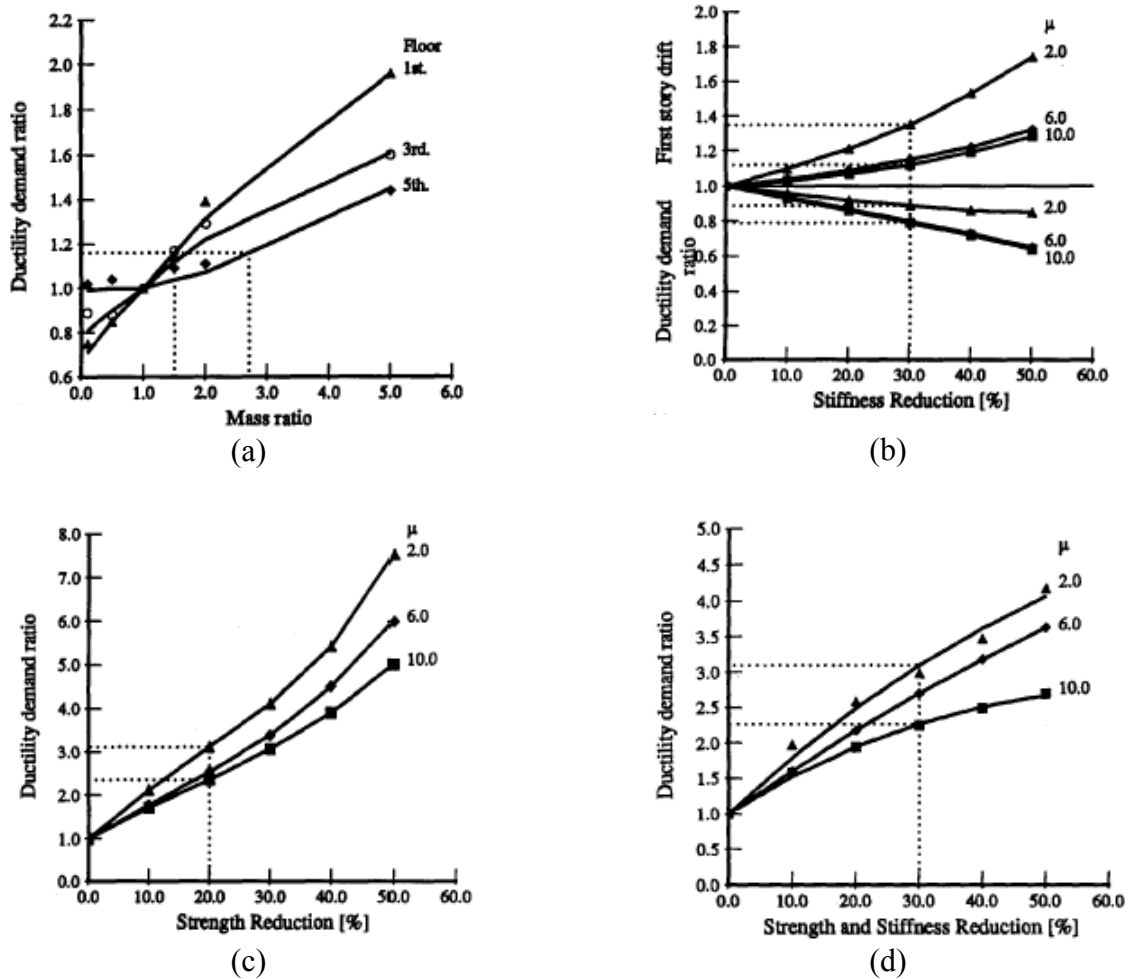 2.2
2.0
1.8
1.6
1.4
1.2
1.0
0.8
0.6
Ductility demand ratio
Floor
1st.
3rd.
5th.
0.0 1.0 2.0 3.0 4.0 5.0 6.0
Mass ratio
(a)
2.0
1.8
1.6
1.4
1.2
1.0
0.8
0.6
0.4
0.2
0.0
First story drift
Ductility demand
ratio
μ
2.0
6.0
10.0
2.0
6.0
10.0
0.0 10.0 20.0 30.0 40.0 50.0 60.0
Stiffness Reduction [%]
(b)
8.0
7.0
6.0
5.0
4.0
3.0
2.0
1.0
0.0
Ductility demand ratio
μ
2.0
6.0
10.0
0.0 10.0 20.0 30.0 40.0 50.0 60.0
Strength Reduction [%]
(c)
5.0
4.5
4.0
3.5
3.0
2.5
2.0
1.5
1.0
0.5
0.0
Ductility demand ratio
μ
2.0
6.0
10.0
0.0 10.0 20.0 30.0 40.0 50.0 60.0
Strength and Stiffness Reduction [%]
(d)